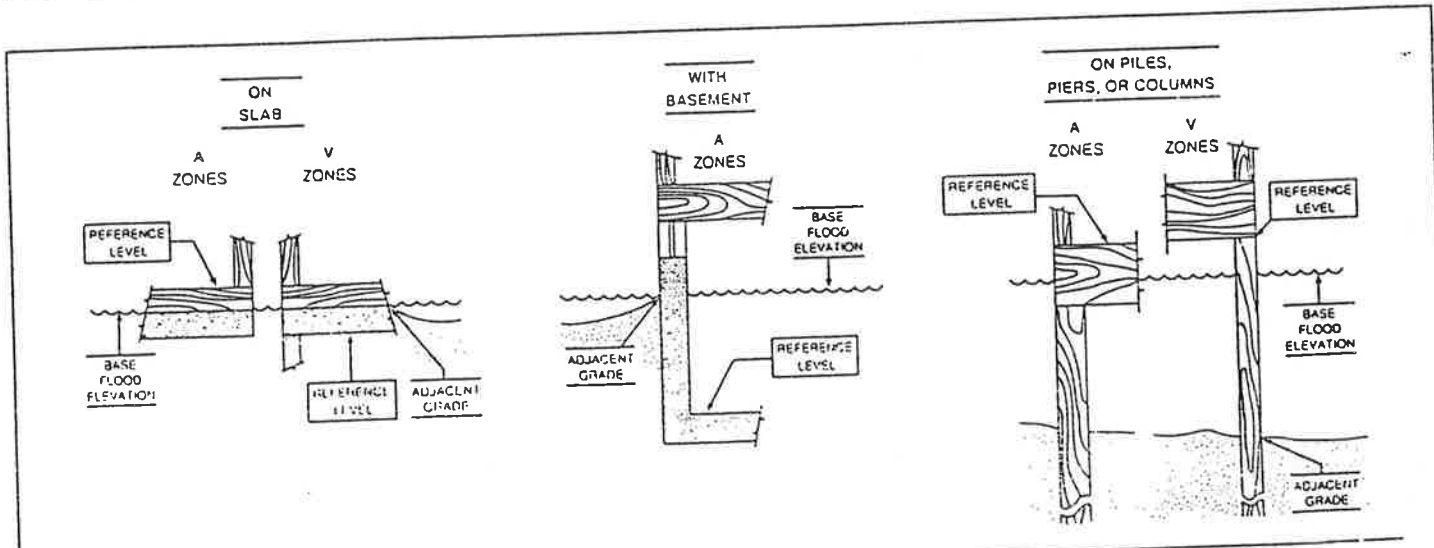 ON
SLAB
A
ZONES
V
ZONES
REFERENCE
LEVEL
BASE
FLOOD
ELEVATION
REFERENCE
LEVEL
ADJACENT
GRADE
WITH
BASEMENT
A
ZONES
BASE
FLOOD
ELEVATION
ADJACENT
GRADE
REFERENCE
LEVEL
ON PILES,
PIERS, OR COLUMNS
A
ZONES
V
ZONES
REFERENCE
LEVEL
REFERENCE
LEVEL
BASE
FLOOD
ELEVATION
ADJACENT
GRADE